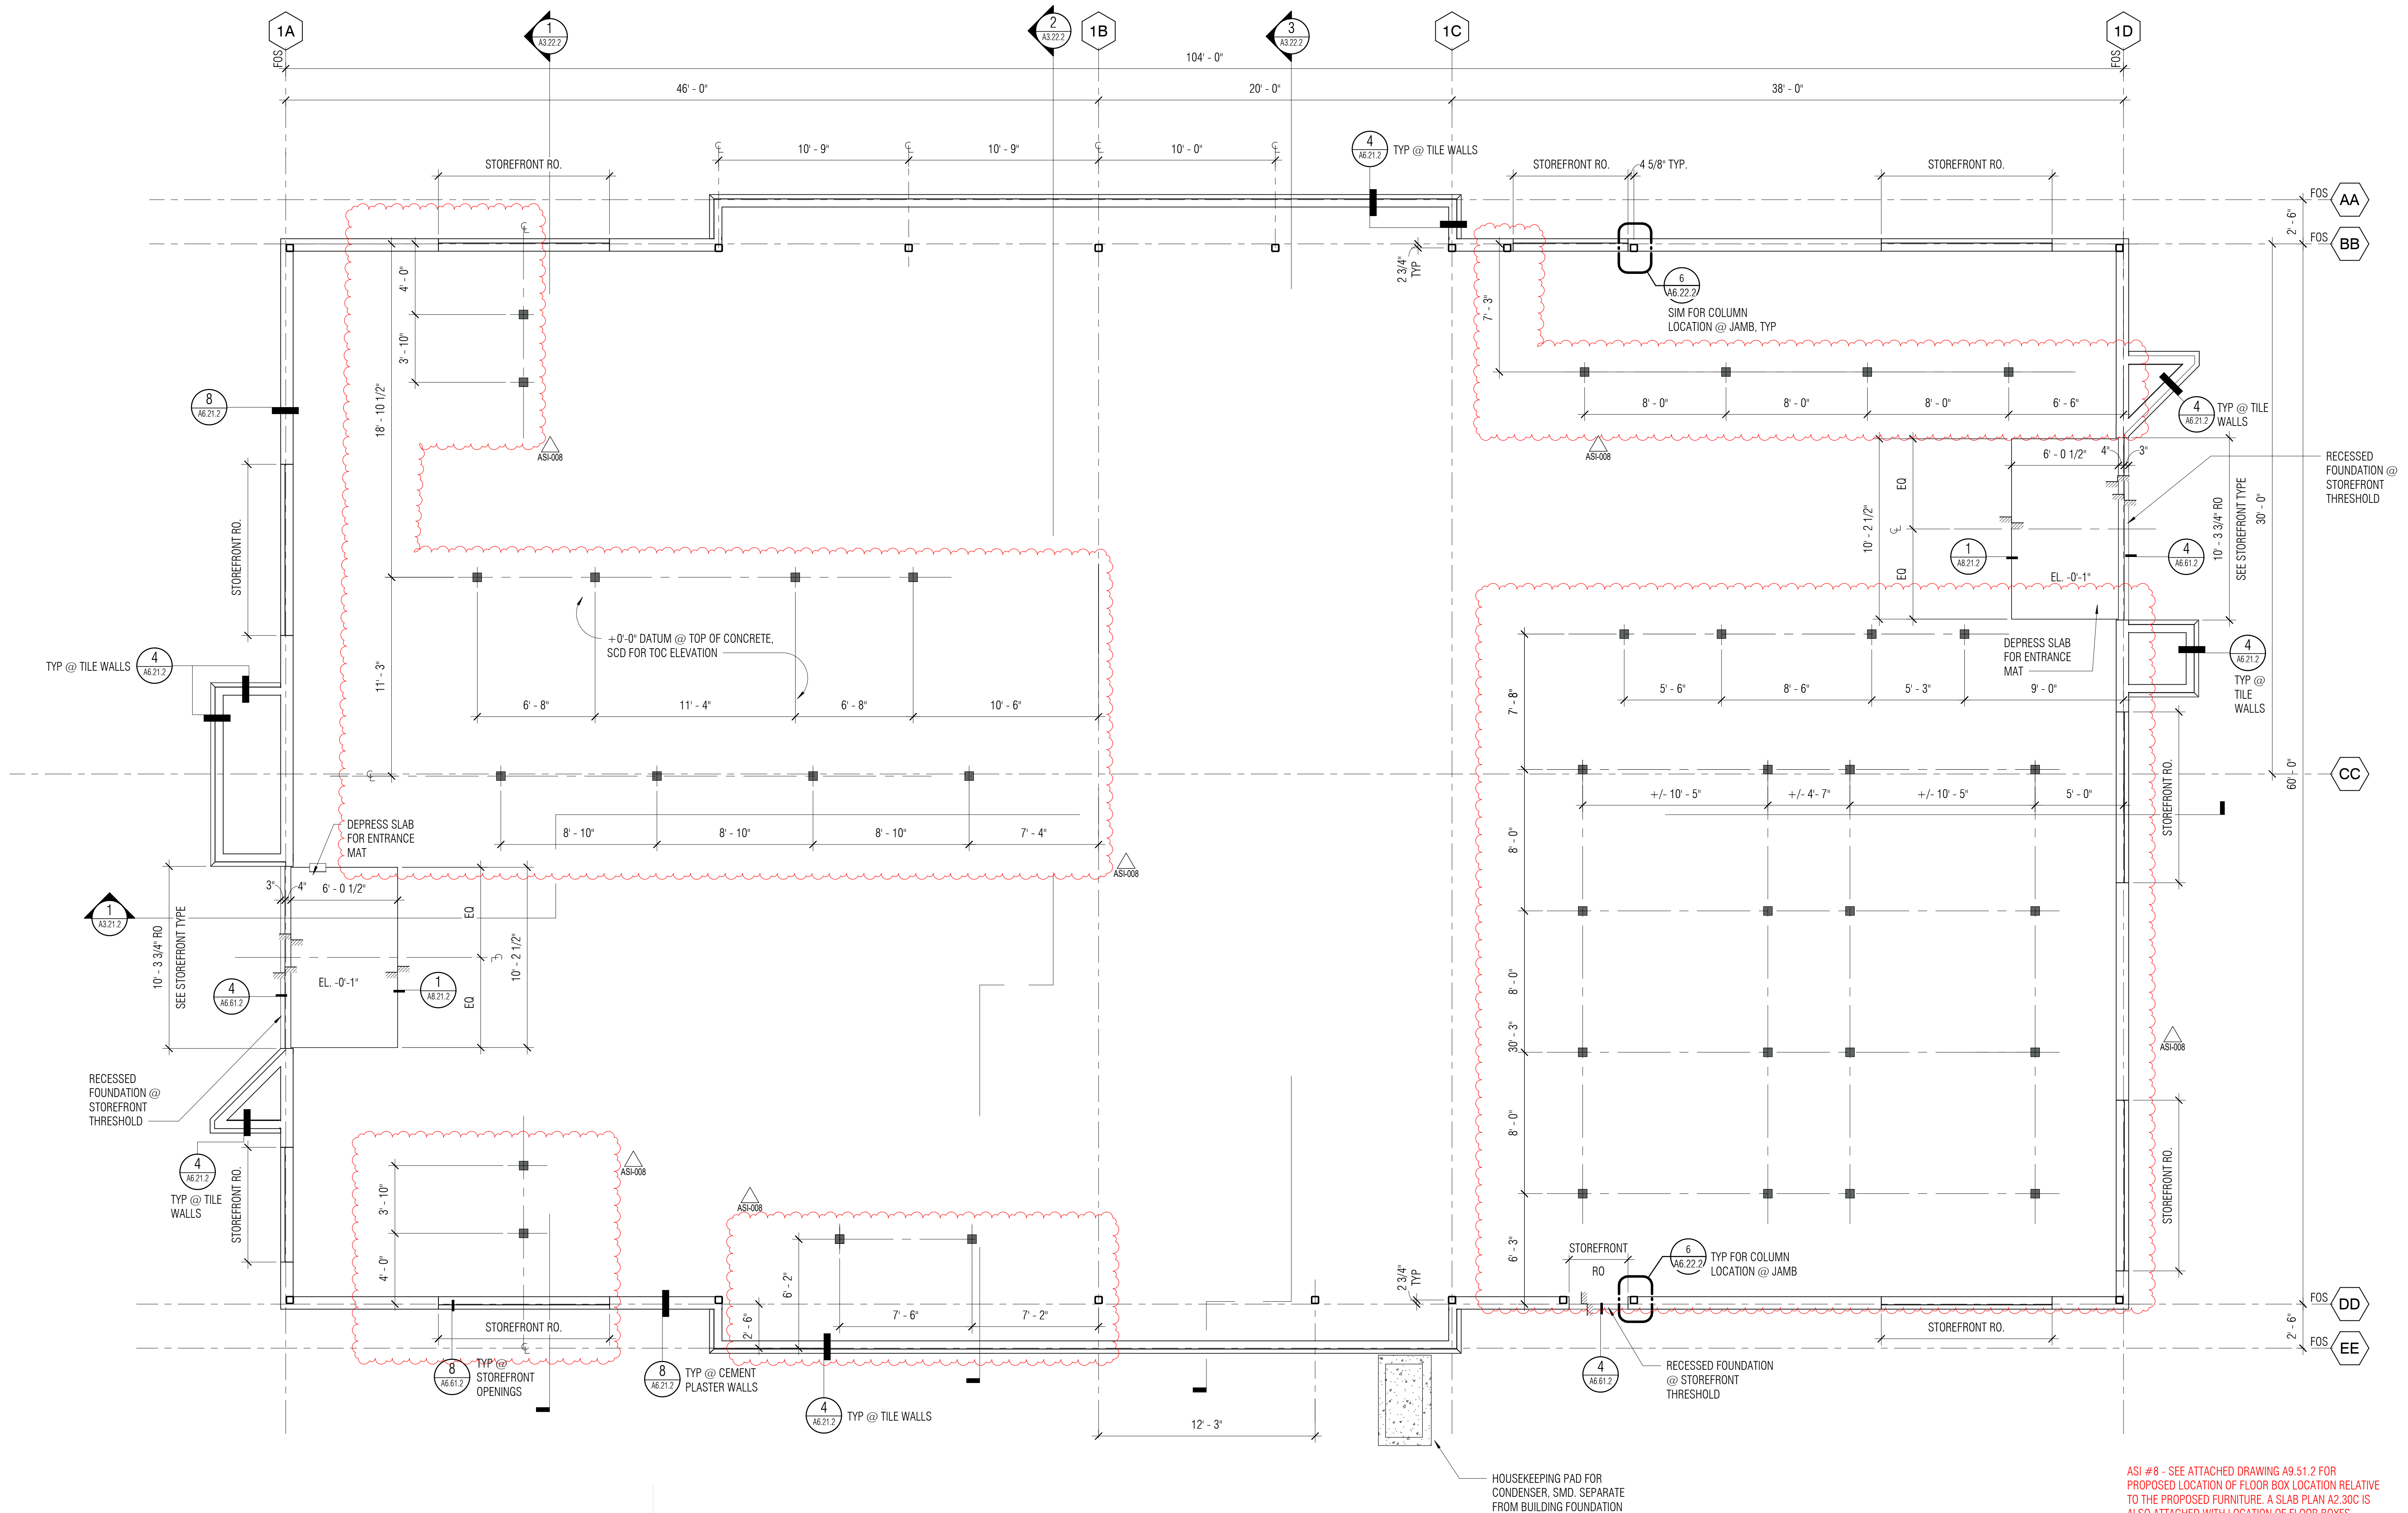 1A
1
A3.22.2
2
A3.22.2
1B
3
A3.22.2
1C
1D
FOS
FOS
104' - 0"
46' - 0"
20' - 0"
38' - 0"
STOREFRONT RO.
10' - 9"
10' - 9"
10' - 0"
4
A6.21.2
TYP @ TILE WALLS
STOREFRONT RO.
4 5/8" TYP.
STOREFRONT RO.
FOS
AA
2' - 6"
FOS
BB
4' - 0"
3' - 10"
18' - 10 1/2"
2 3/4"
TYP
7' - 3"
6
A6.22.2
SIM FOR COLUMN
LOCATION @ JAMB, TYP
8
A6.21.2
ASI-008
8' - 0"
8' - 0"
8' - 0"
6' - 6"
ASI-008
4
A6.21.2
TYP @ TILE
WALLS
6' - 0 1/2"
4"
3"
RECESSED
FOUNDATION @
STOREFRONT
THRESHOLD
EQ
EQ
10' - 2 1/2"
10' - 3 3/4" RO
SEE STOREFRONT TYPE
30' - 0"
1
A8.21.2
4
A6.61.2
EL. -0'-1"
STOREFRONT RO.
+0'-0" DATUM @ TOP OF CONCRETE,
SCD FOR TOC ELEVATION
11' - 3"
6' - 8"
11' - 4"
6' - 8"
10' - 6"
TYP @ TILE WALLS
4
A6.21.2
DEPRESS SLAB
FOR ENTRANCE
MAT
4
A6.21.2
TYP @
TILE
WALLS
5' - 6"
8' - 6"
5' - 3"
9' - 0"
7' - 8"
CC
60' - 0"
+/- 10' - 5"
+/- 4'- 7"
+/- 10' - 5"
5' - 0"
STOREFRONT RO.
8' - 10"
8' - 10"
8' - 10"
7' - 4"
8' - 0"
DEPRESS SLAB
FOR ENTRANCE
MAT
ASI-008
3"
4"
6' - 0 1/2"
1
A3.21.2
EQ
EQ
10' - 2 1/2"
10' - 3 3/4" RO
SEE STOREFRONT TYPE
EL. -0'-1"
4
A6.61.2
1
A8.21.2
8' - 0"
30' - 3"
ASI-008
RECESSED
FOUNDATION @
STOREFRONT
THRESHOLD
8' - 0"
4
A6.21.2
TYP @ TILE
WALLS
STOREFRONT RO.
3' - 10"
4' - 0"
ASI-008
ASI-008
STOREFRONT RO.
6' - 3"
STOREFRONT
RO
6
A6.22.2
TYP FOR COLUMN
LOCATION @ JAMB
2 3/4"
TYP
6' - 2"
2' - 6"
7' - 6"
7' - 2"
STOREFRONT RO.
STOREFRONT RO.
FOS
DD
2' - 6"
FOS
EE
8
A6.61.2
TYP @
STOREFRONT
OPENINGS
8
A6.21.2
TYP @ CEMENT
PLASTER WALLS
4
A6.21.2
TYP @ TILE WALLS
4
A6.61.2
RECESSED FOUNDATION
@ STOREFRONT
THRESHOLD
12' - 3"
HOUSEKEEPING PAD FOR
CONDENSER, SMD. SEPARATE
FROM BUILDING FOUNDATION
ASI #8 - SEE ATTACHED DRAWING A9.51.2 FOR
PROPOSED LOCATION OF FLOOR BOX LOCATION RELATIVE
TO THE PROPOSED FURNITURE. A SLAB PLAN A2.30C IS
ALSO ATTACHED WITH LOCATION OF FLOOR BOXES